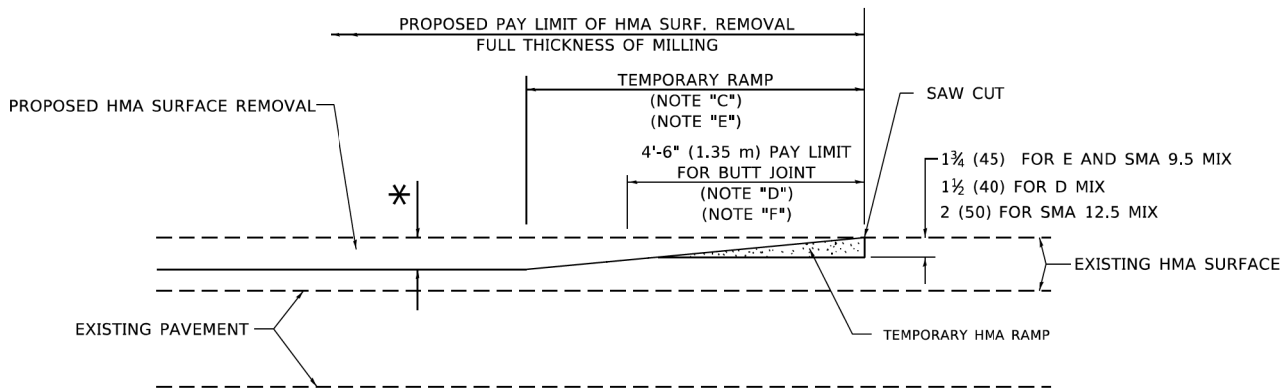 PROPOSED PAY LIMIT OF HMA SURF. REMOVAL
FULL THICKNESS OF MILLING
TEMPORARY RAMP
(NOTE "C")
(NOTE "E")
PROPOSED HMA SURFACE REMOVAL
SAW CUT
4'-6" (1.35 m) PAY LIMIT
FOR BUTT JOINT
(NOTE "D")
(NOTE "F")
1¾ (45) FOR E AND SMA 9.5 MIX
1½ (40) FOR D MIX
2 (50) FOR SMA 12.5 MIX
*
EXISTING HMA SURFACE
EXISTING PAVEMENT
TEMPORARY HMA RAMP